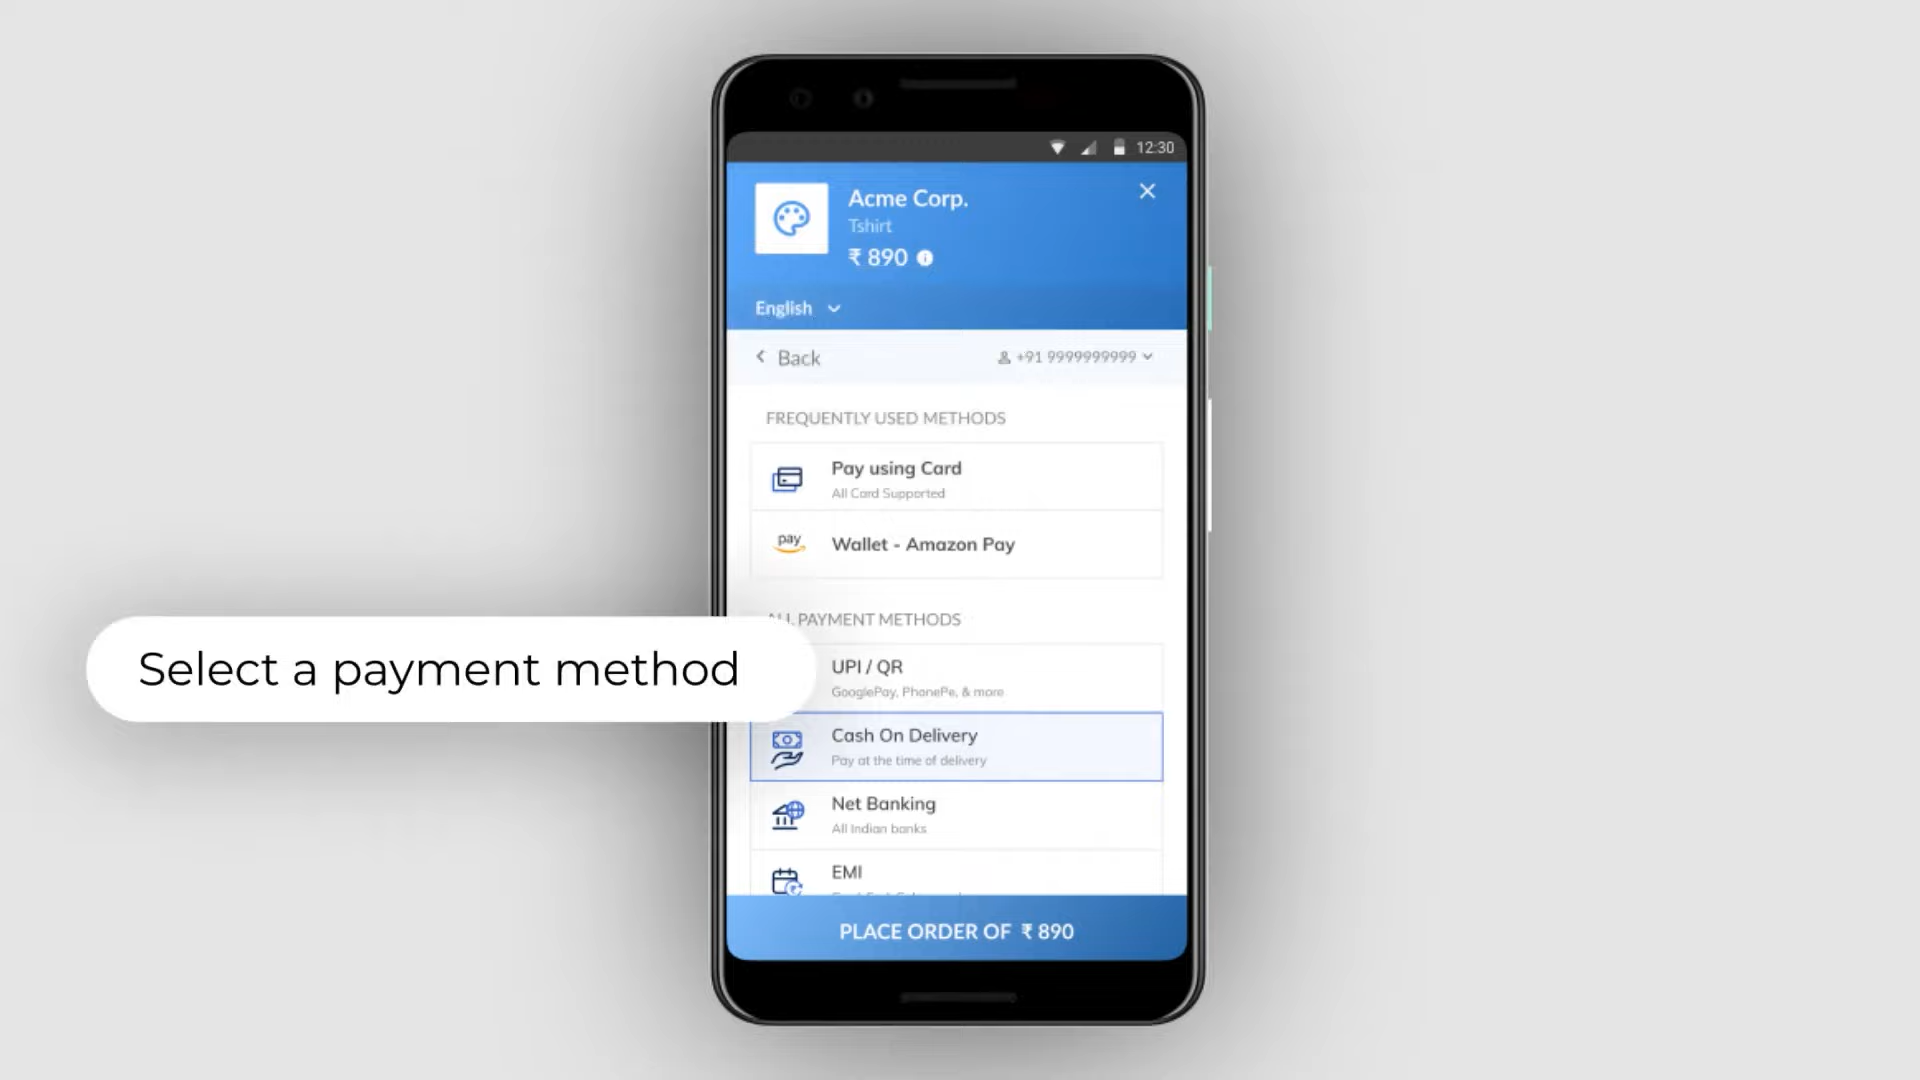 12:30
Acme Corp.
Tshirt
₹ 890
English
Back
+91 9999999999
FREQUENTLY USED METHODS
Pay using Card
All Card Supported
pay
Wallet - Amazon Pay
PAYMENT METHODS
Select a payment method
UPI / QR
GooglePay, PhonePe, & more
Cash On Delivery
Pay at the time of delivery
Net Banking
All Indian banks
EMI
PLACE ORDER OF ₹ 890